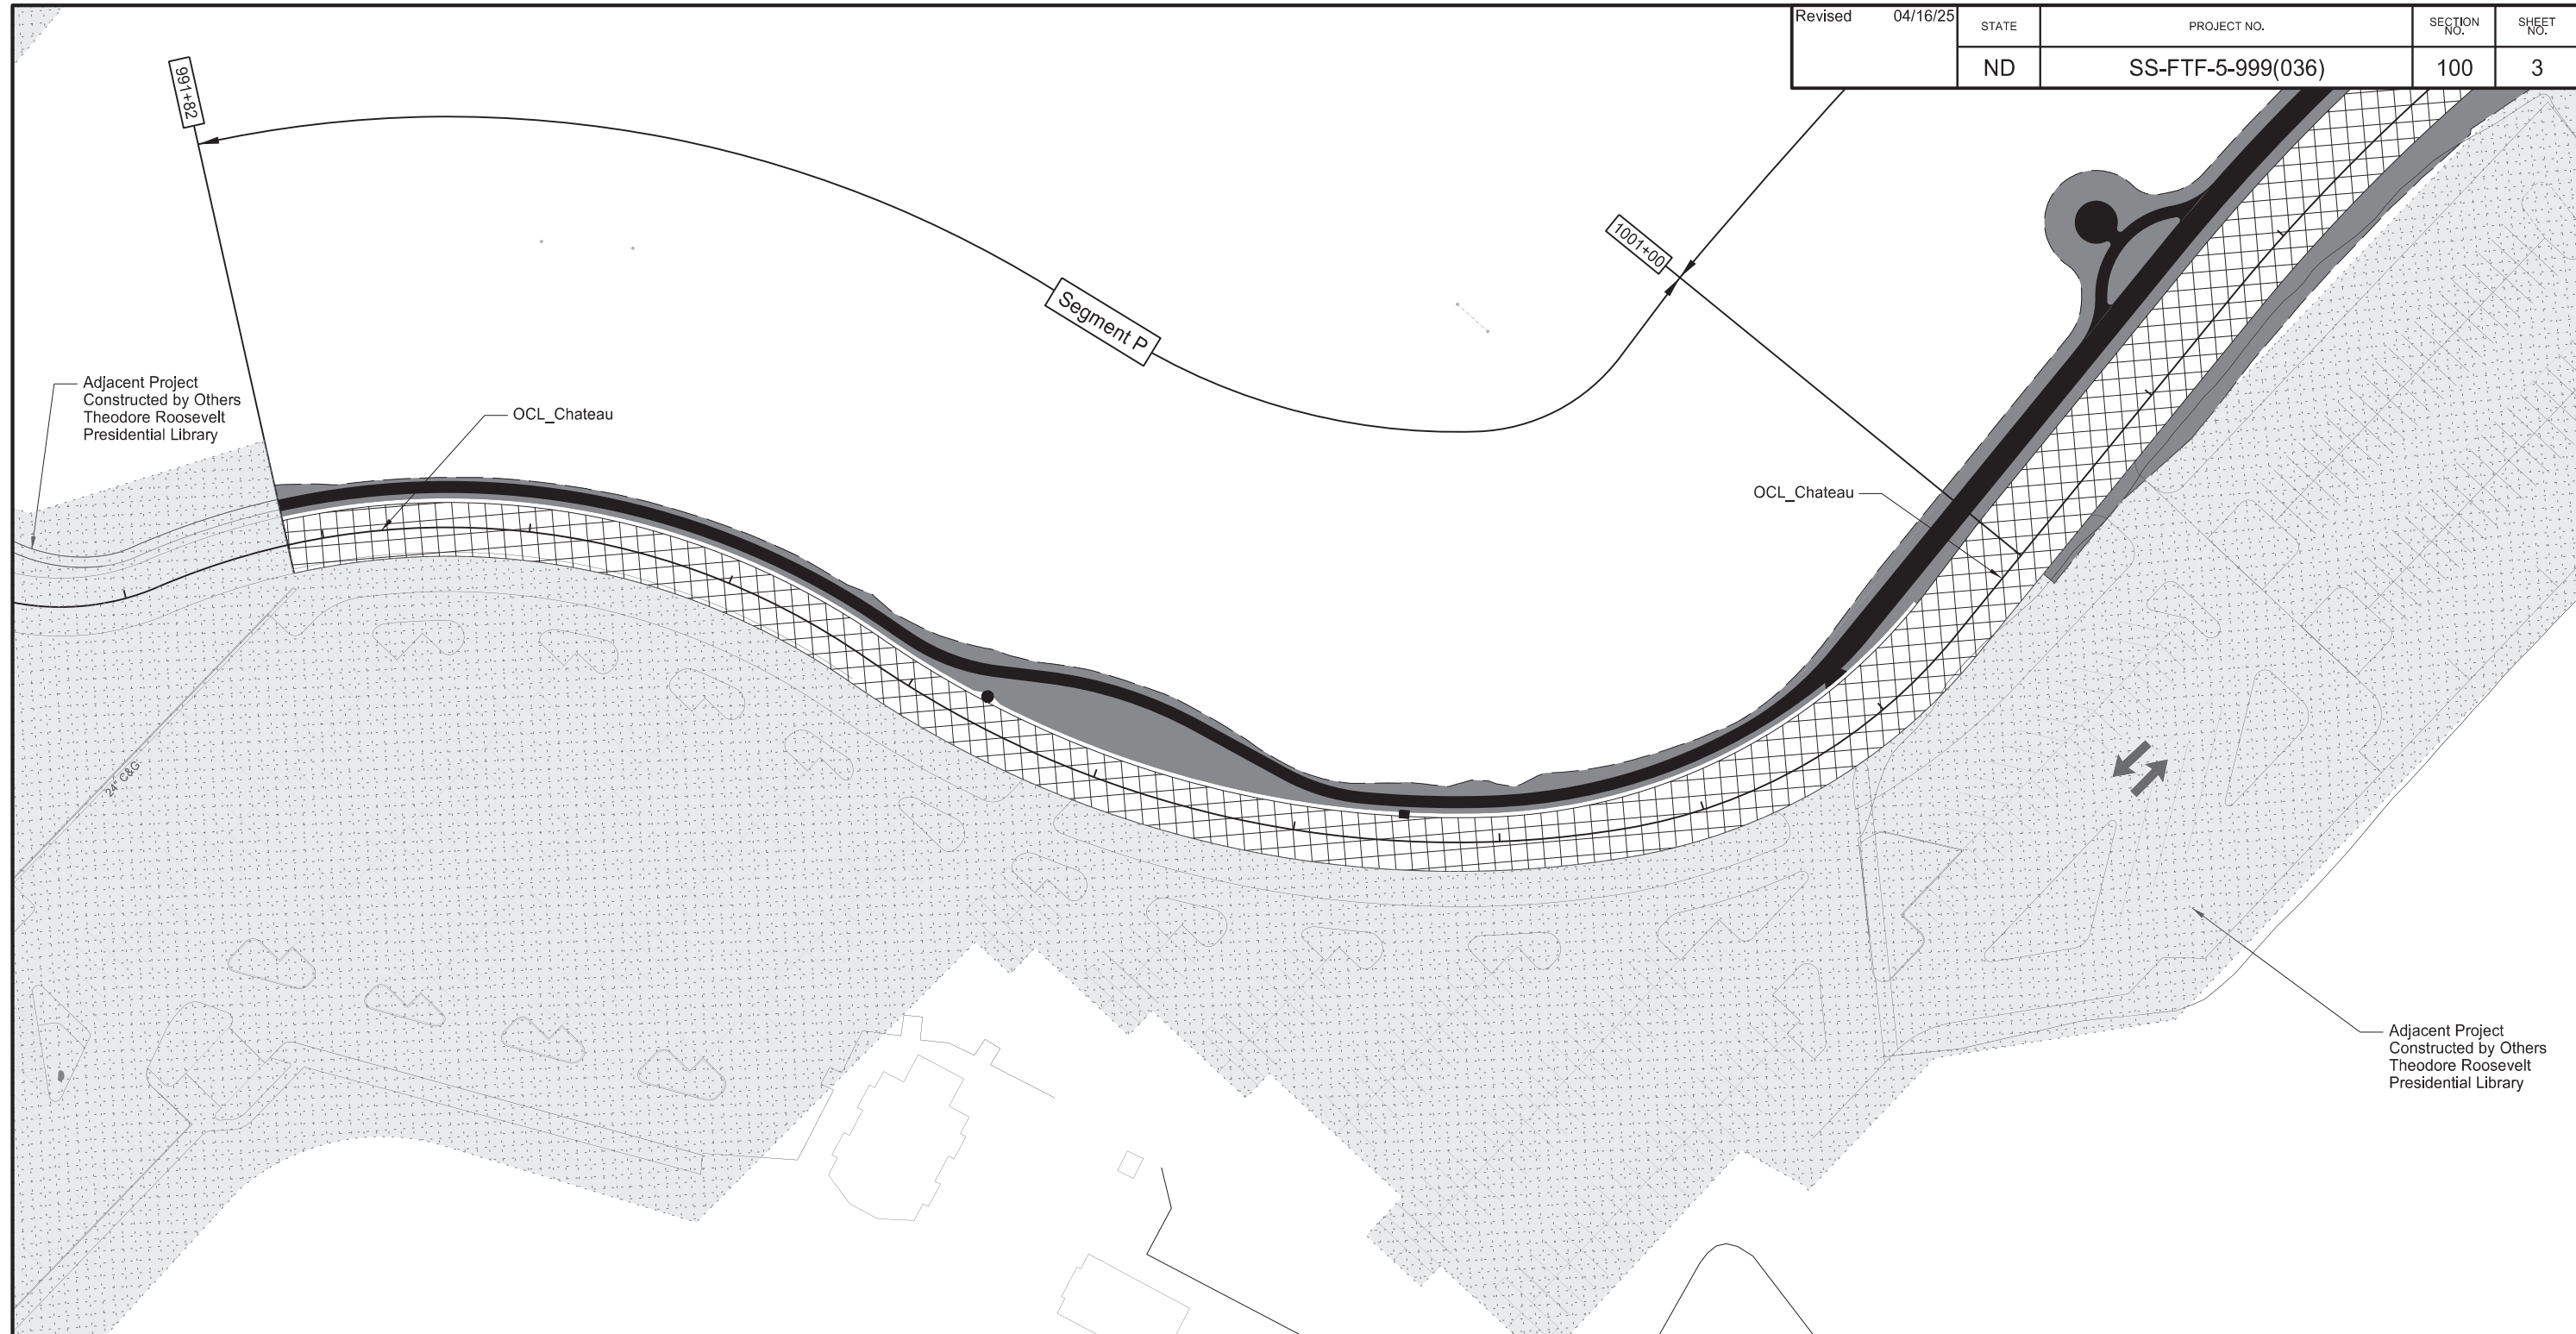 Revised 04/16/25
STATE PROJECT NO. SECTION NO. SHEET NO.
ND SS-FTF-5-999(036) 100 3
991+82
1001+00
Segment P
Adjacent Project
Constructed by Others
Theodore Roosevelt
Presidential Library
OCL_Chateau
OCL_Chateau
24" C&G
Adjacent Project
Constructed by Others
Theodore Roosevelt
Presidential Library